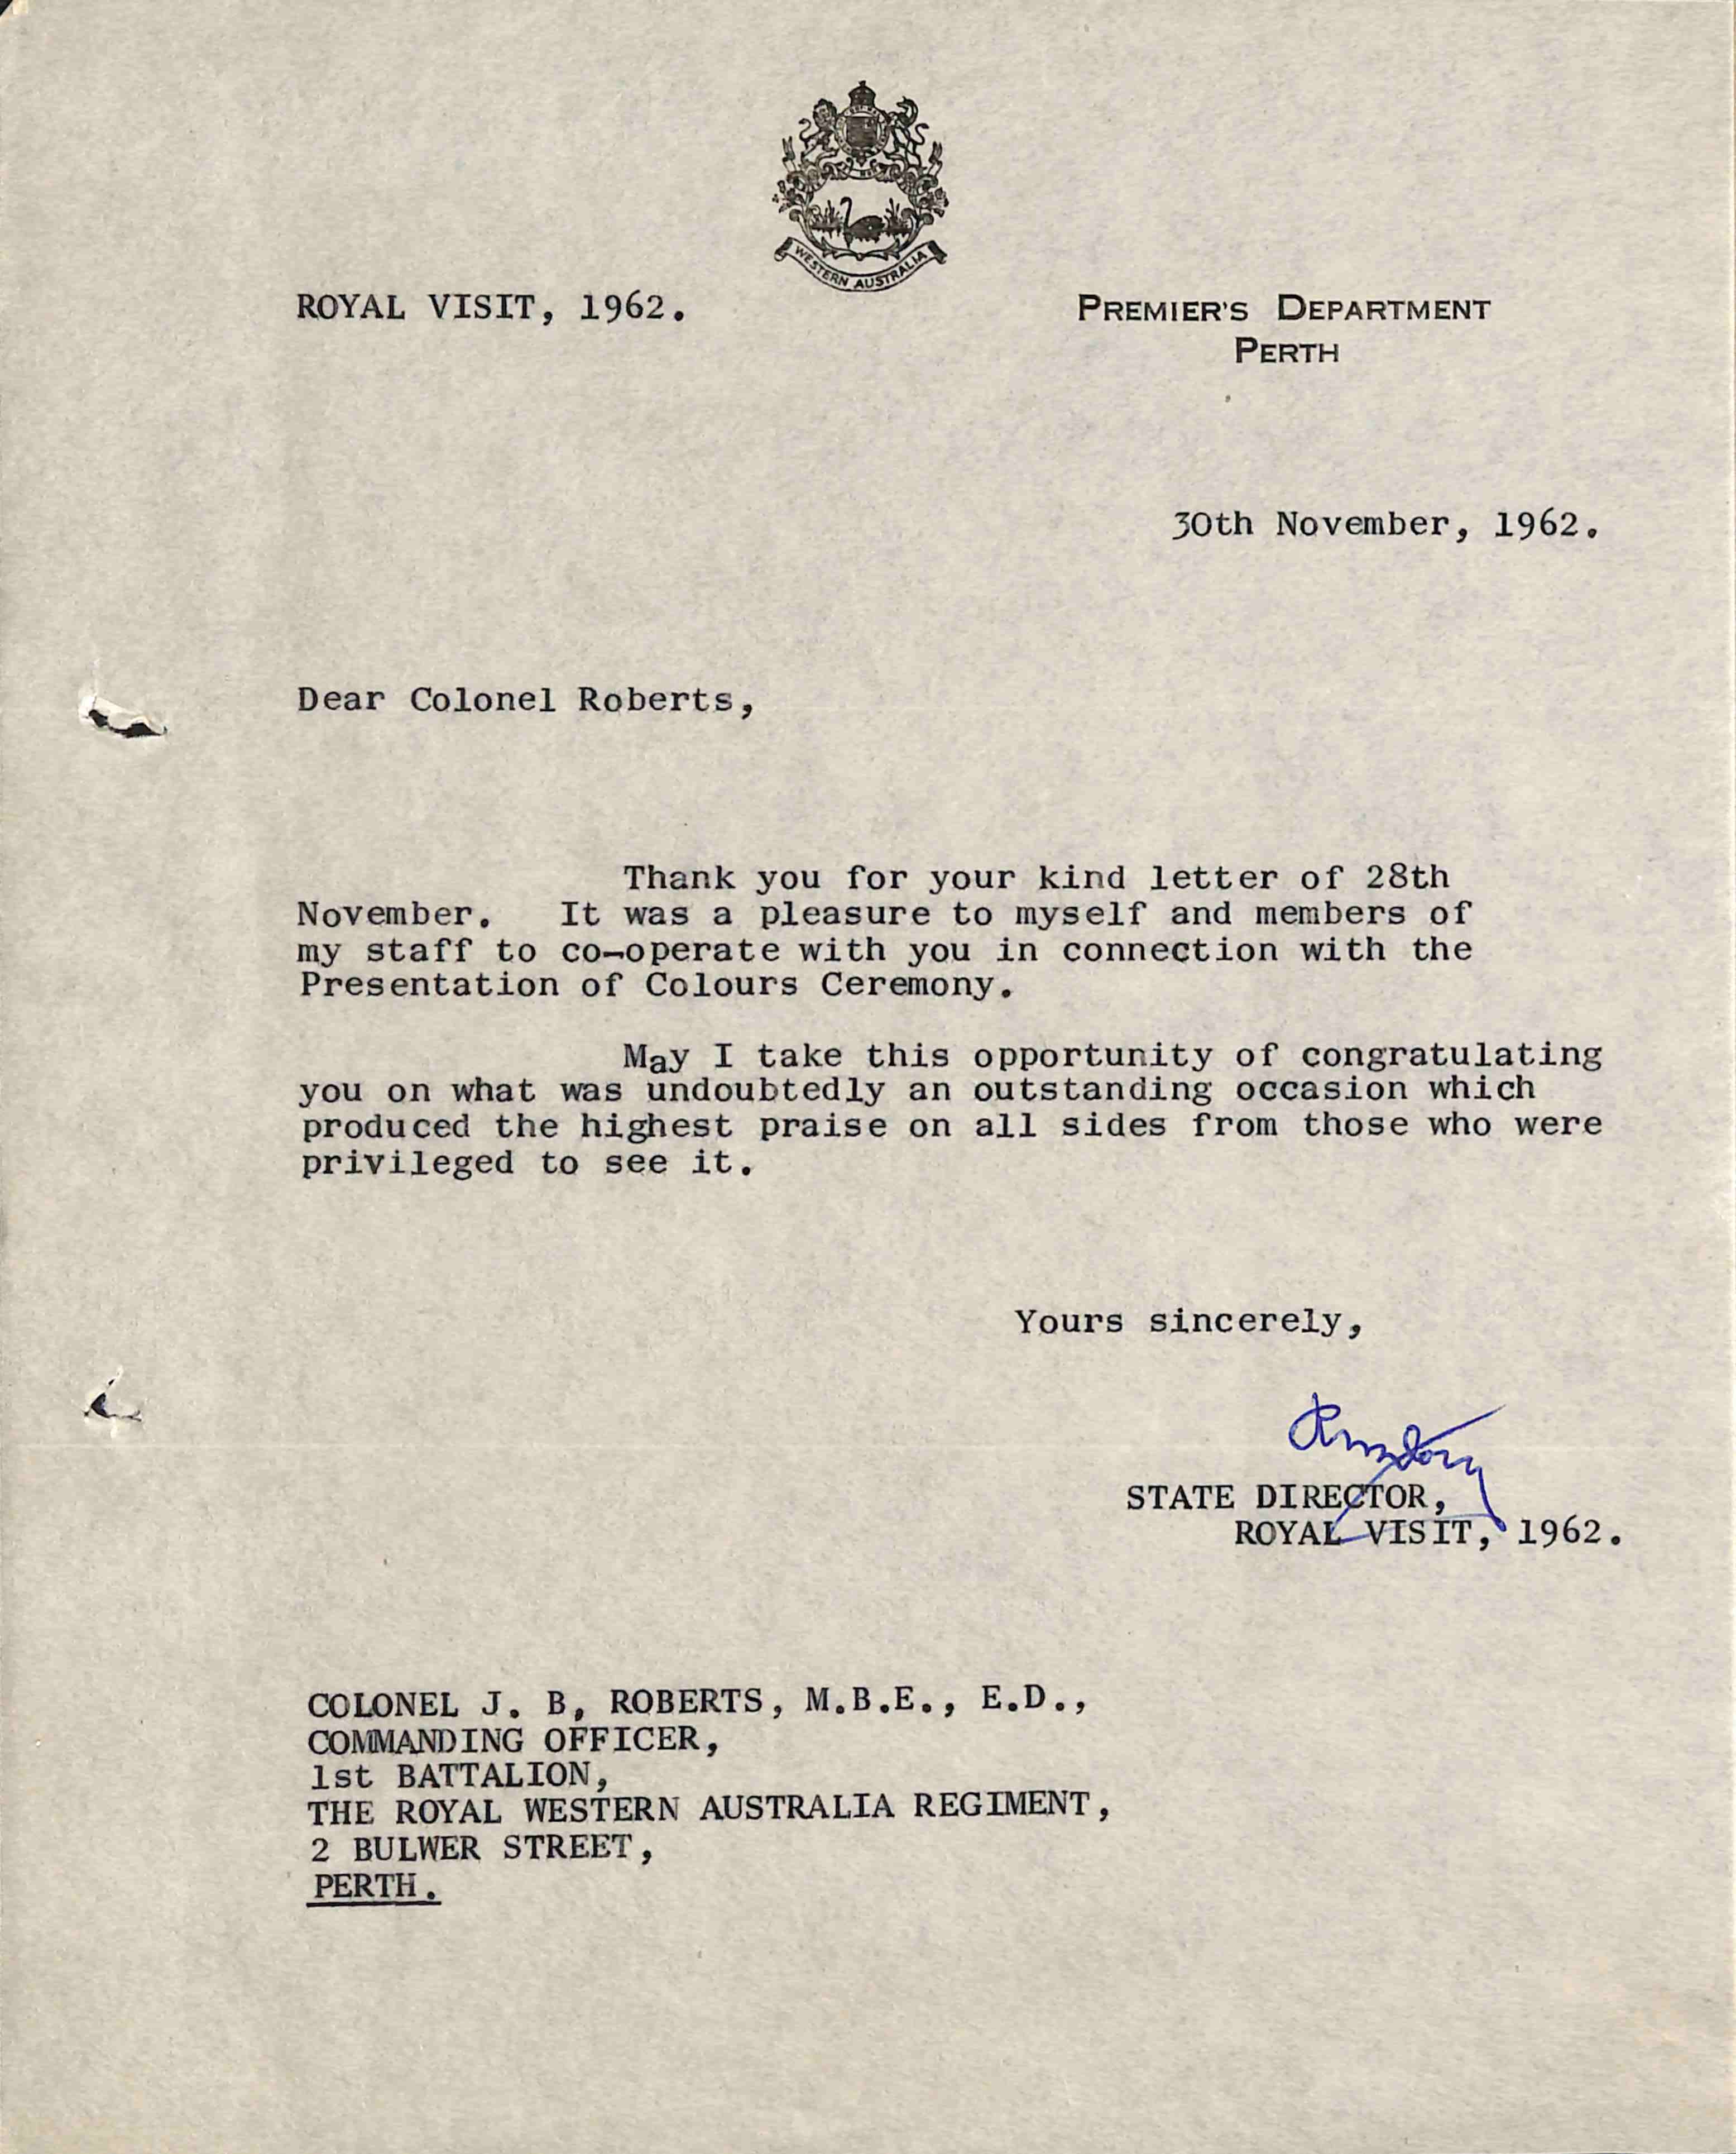 WESTERN AUSTRALIA
ROYAL VISIT, 1962.
PREMIER'S DEPARTMENT
PERTH
30th November, 1962.
Dear Colonel Roberts,
Thank you for your kind letter of 28th
November. It was a pleasure to myself and members of
my staff to co-operate with you in connection with the
Presentation of Colours Ceremony.
May I take this opportunity of congratulating
you on what was undoubtedly an outstanding occasion which
produced the highest praise on all sides from those who were
privileged to see it.
Yours sincerely,
STATE DIRECTOR,
ROYAL VISIT, 1962.
COLONEL J. B, ROBERTS, M.B.E., E.D.,
COMMANDING OFFICER,
1st BATTALION,
THE ROYAL WESTERN AUSTRALIA REGIMENT,
2 BULWER STREET,
PERTH.